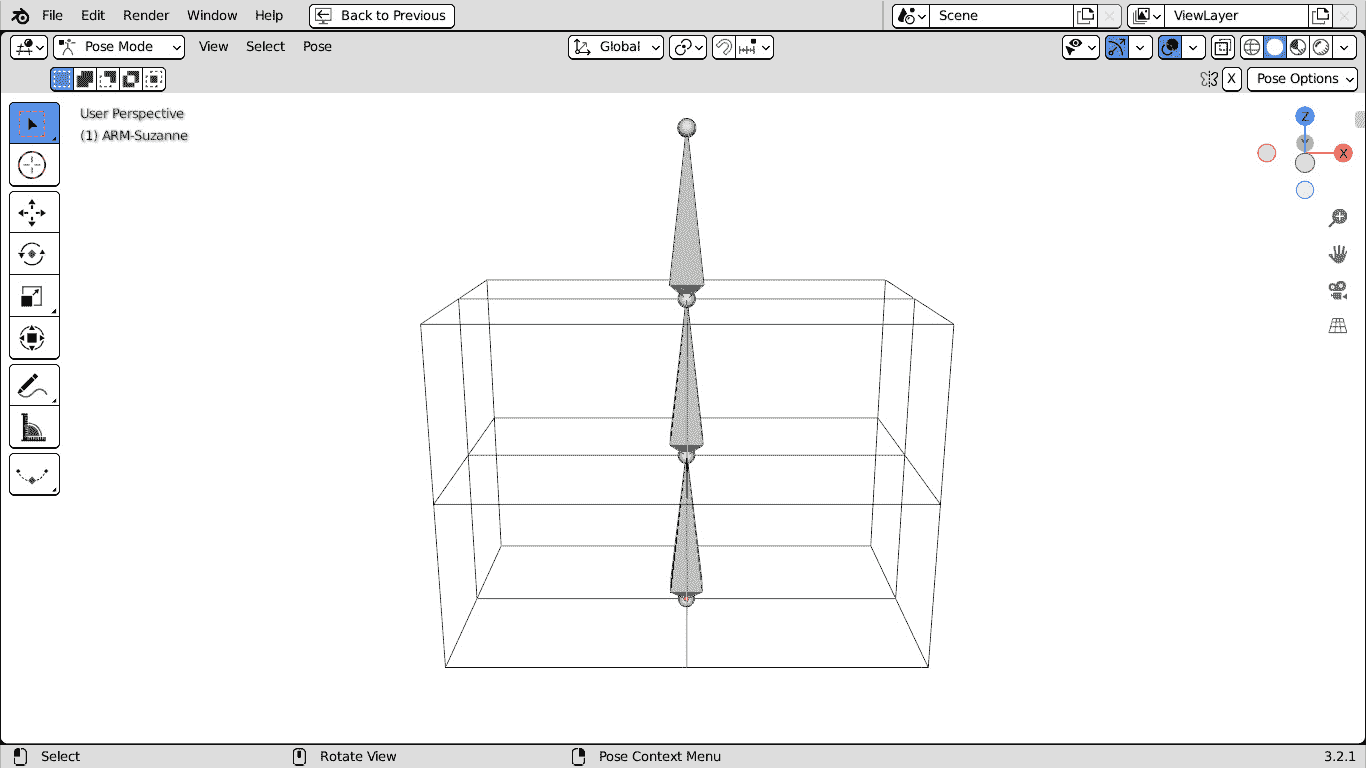 File Edit Render Window Help Back to Previous Scene ViewLayer
Pose Mode View Select Pose Global
X Pose Options
User Perspective
(1) ARM-Suzanne
Z
Y
X
Select Rotate View Pose Context Menu 3.2.1